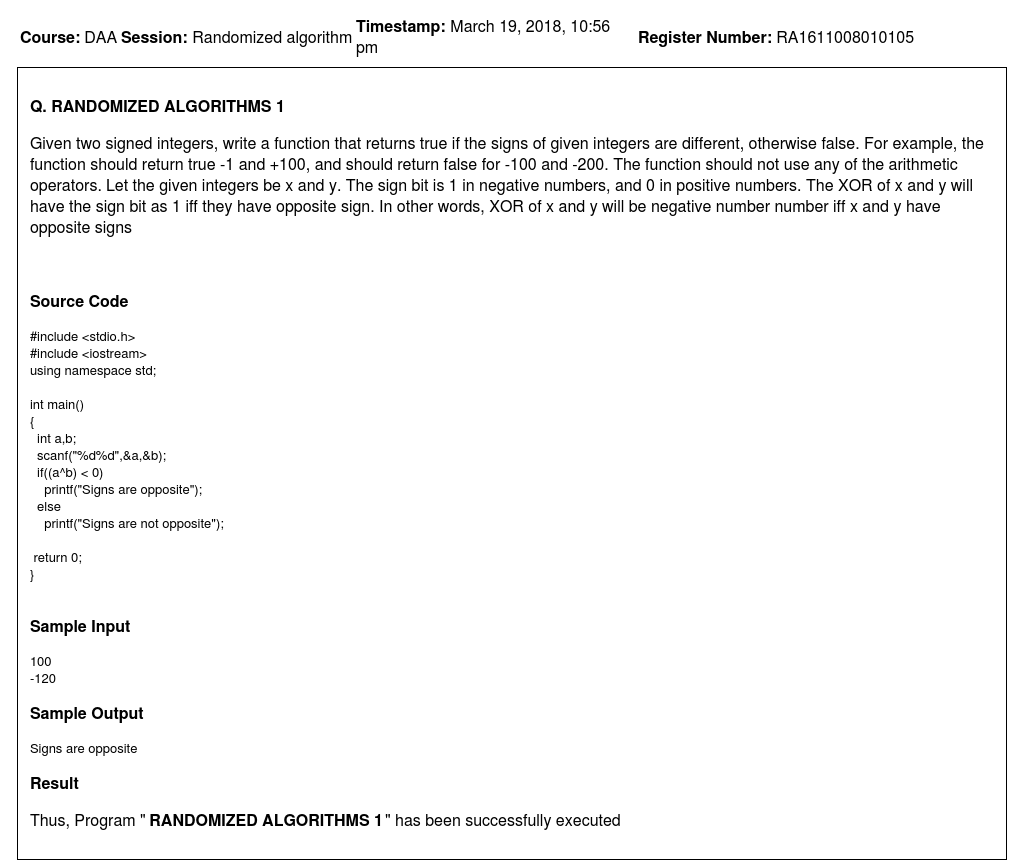 Course: DAA Session: Randomized algorithm Timestamp: March 19, 2018, 10:56 pm Register Number: RA1611008010105
Q. RANDOMIZED ALGORITHMS 1
Given two signed integers, write a function that returns true if the signs of given integers are different, otherwise false. For example, the
function should return true -1 and +100, and should return false for -100 and -200. The function should not use any of the arithmetic
operators. Let the given integers be x and y. The sign bit is 1 in negative numbers, and 0 in positive numbers. The XOR of x and y will
have the sign bit as 1 iff they have opposite sign. In other words, XOR of x and y will be negative number number iff x and y have
opposite signs
Source Code
#include <stdio.h>
#include <iostream>
using namespace std;
int main()
{
int a,b;
scanf("%d%d",&a,&b);
if((a^b) < 0)
printf("Signs are opposite");
else
printf("Signs are not opposite");
return 0;
}
Sample Input
100
-120
Sample Output
Signs are opposite
Result
Thus, Program " RANDOMIZED ALGORITHMS 1" has been successfully executed